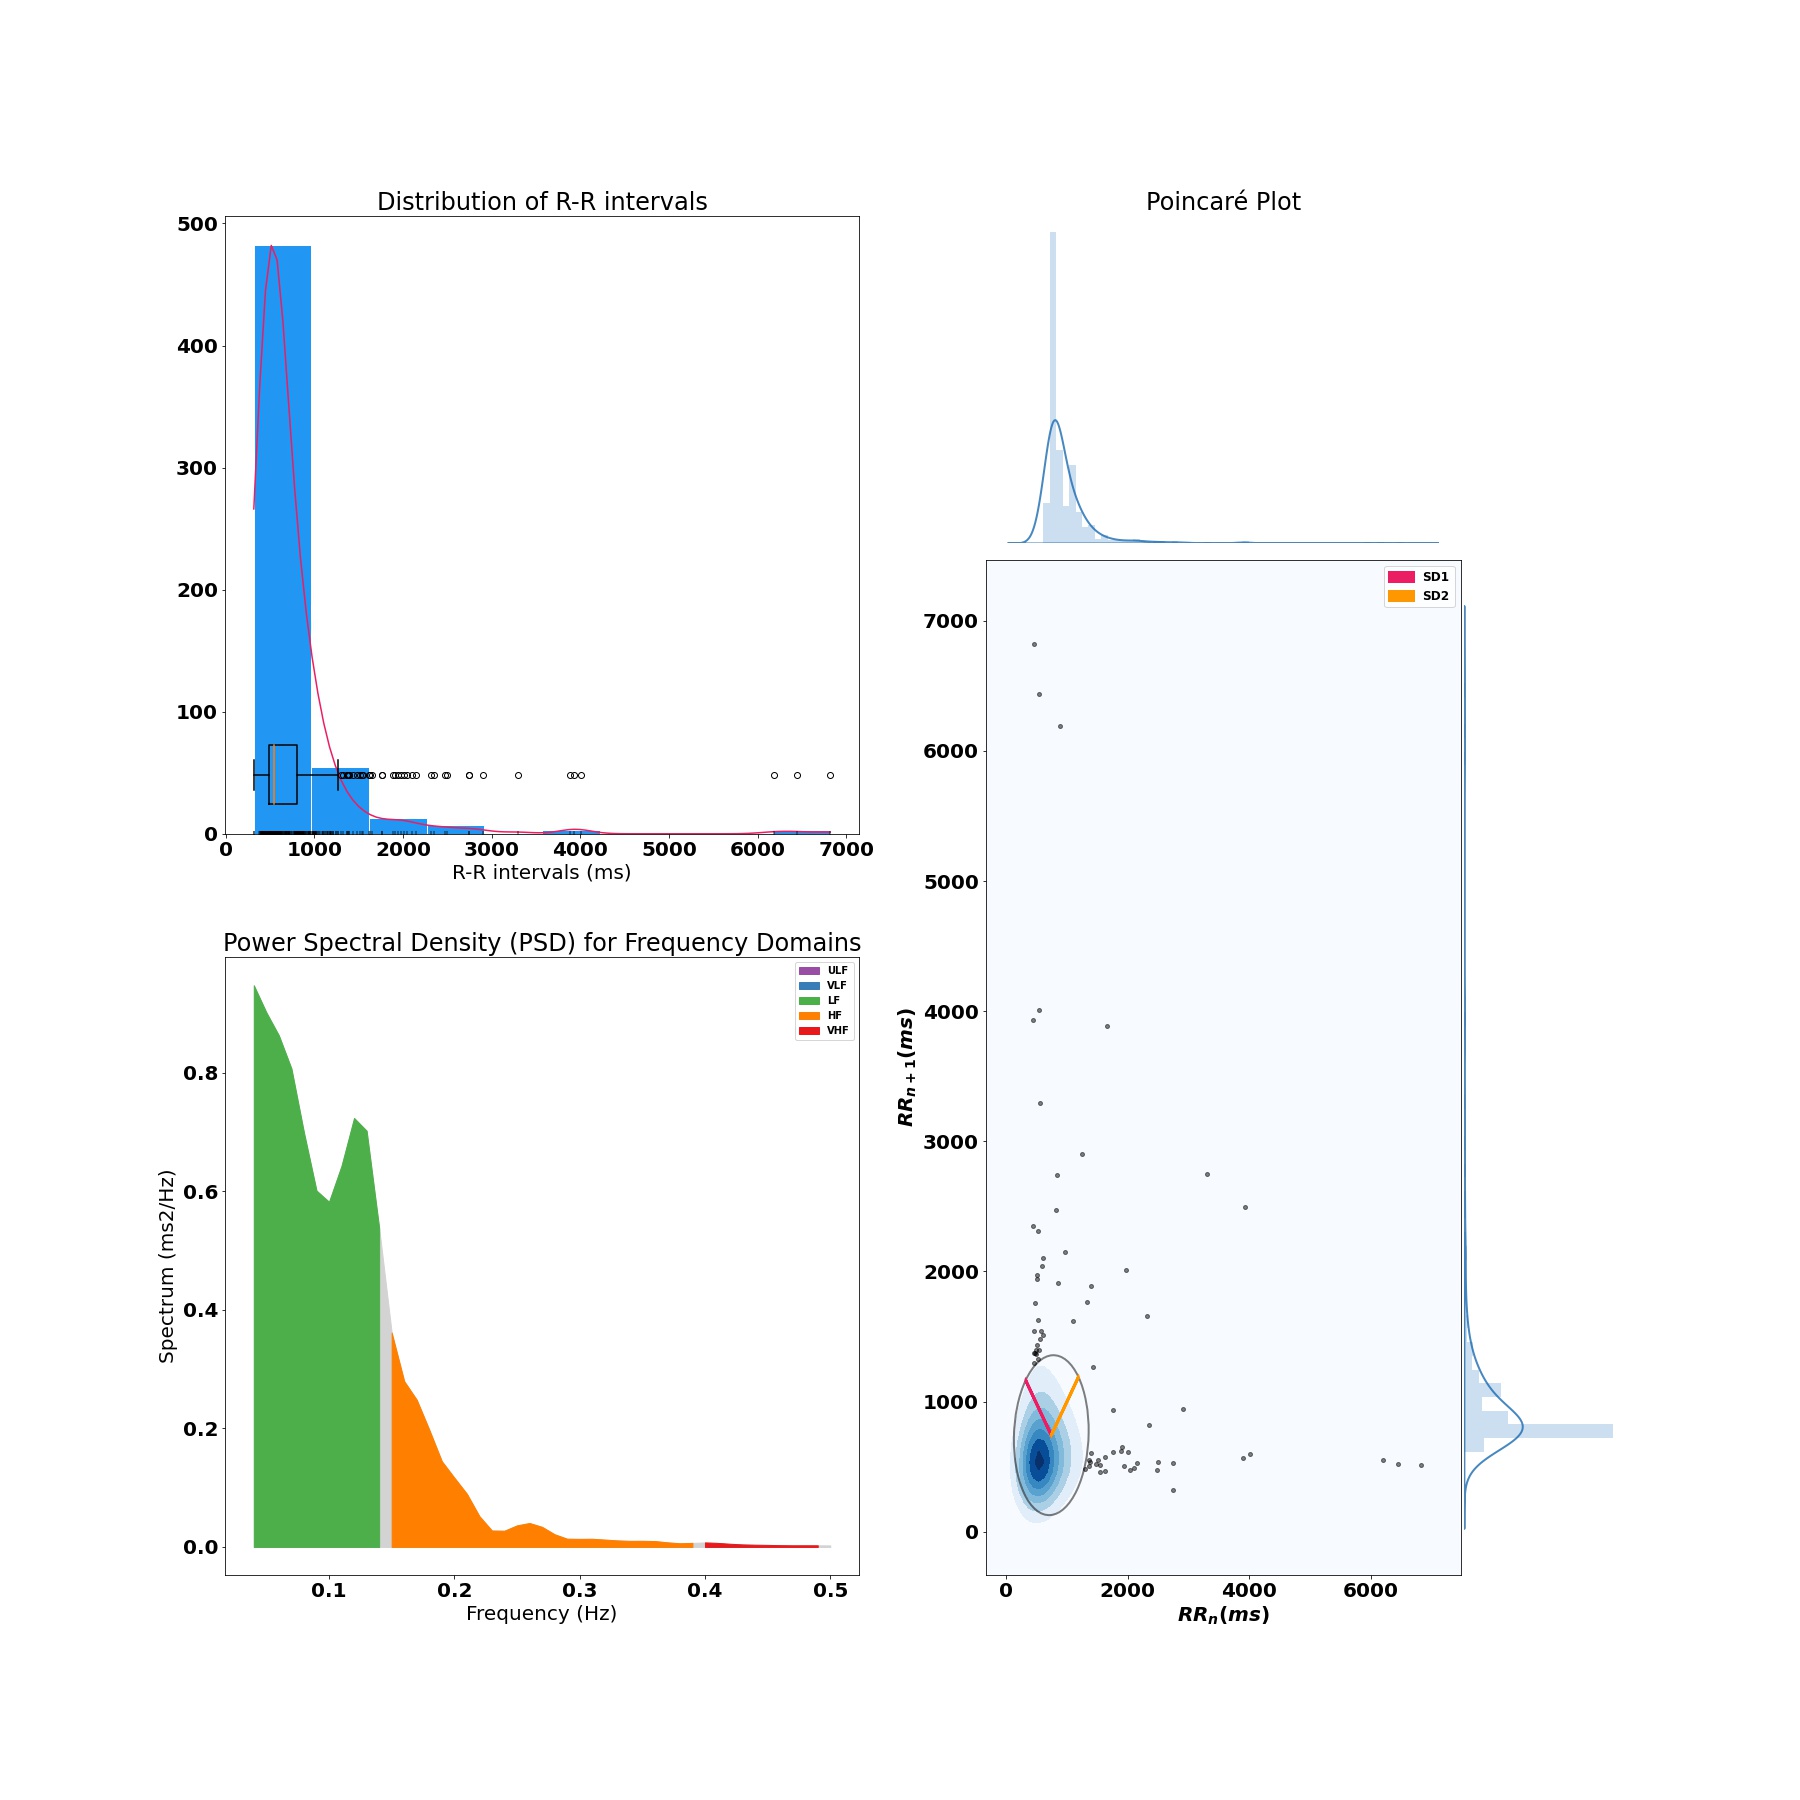 Distribution of R-R intervals
500
400
300
200
100
0
0 1000 2000 3000 4000 5000 6000 7000
R-R intervals (ms)
Power Spectral Density (PSD) for Frequency Domains
ULF
VLF
LF
HF
VHF
Spectrum (ms2/Hz)
0.8
0.6
0.4
0.2
0.0
0.1 0.2 0.3 0.4 0.5
Frequency (Hz)
Poincaré Plot
SD1
SD2
RRn+1(ms)
7000
6000
5000
4000
3000
2000
1000
0
0 2000 4000 6000
RRn(ms)